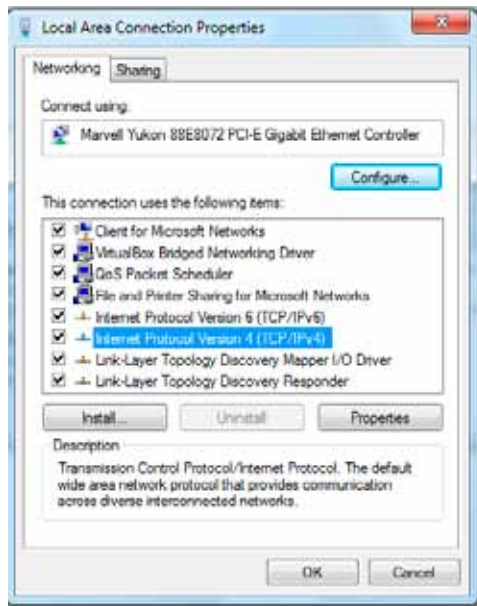 Local Area Connection Properties
Networking
Sharing
Connect using:
Marvell Yukon 88E8072 PCI-E Gigabit Ethernet Controller
Configure...
This connection uses the following items:
Client for Microsoft Networks
VirtualBox Bridged Networking Driver
QoS Packet Scheduler
File and Printer Sharing for Microsoft Networks
Internet Protocol Version 6 (TCP/IPv6)
Internet Protocol Version 4 (TCP/IPv4)
Link-Layer Topology Discovery Mapper I/O Driver
Link-Layer Topology Discovery Responder
Install...
Uninstall
Properties
Description
Transmission Control Protocol/Internet Protocol. The default
wide area network protocol that provides communication
across diverse interconnected networks.
OK
Cancel